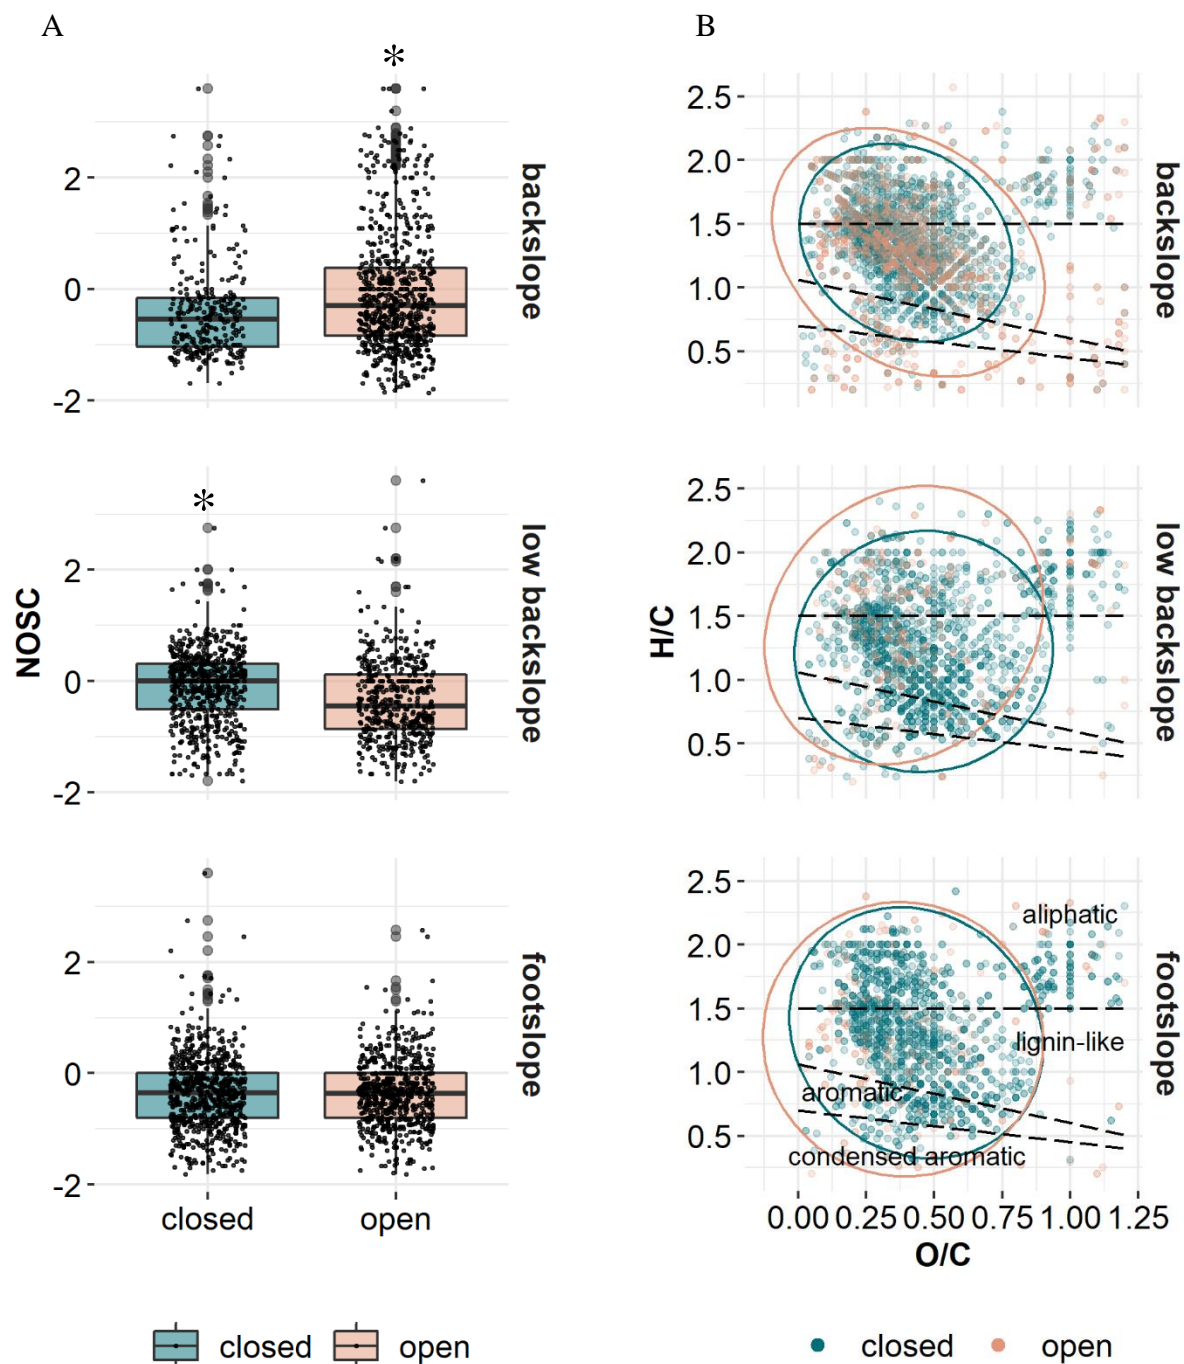 A
*
2
0
-2
backslope
*
2
0
-2
low backslope
NOSC
2
0
-2
footslope
closed
open
closed
open
B
2.5
2.0
1.5
1.0
0.5
backslope
2.5
2.0
1.5
1.0
0.5
low backslope
H/C
2.5
2.0
1.5
1.0
0.5
aliphatic
lignin-like
aromatic
condensed aromatic
footslope
0.00 0.25 0.50 0.75 1.00 1.25
O/C
closed
open